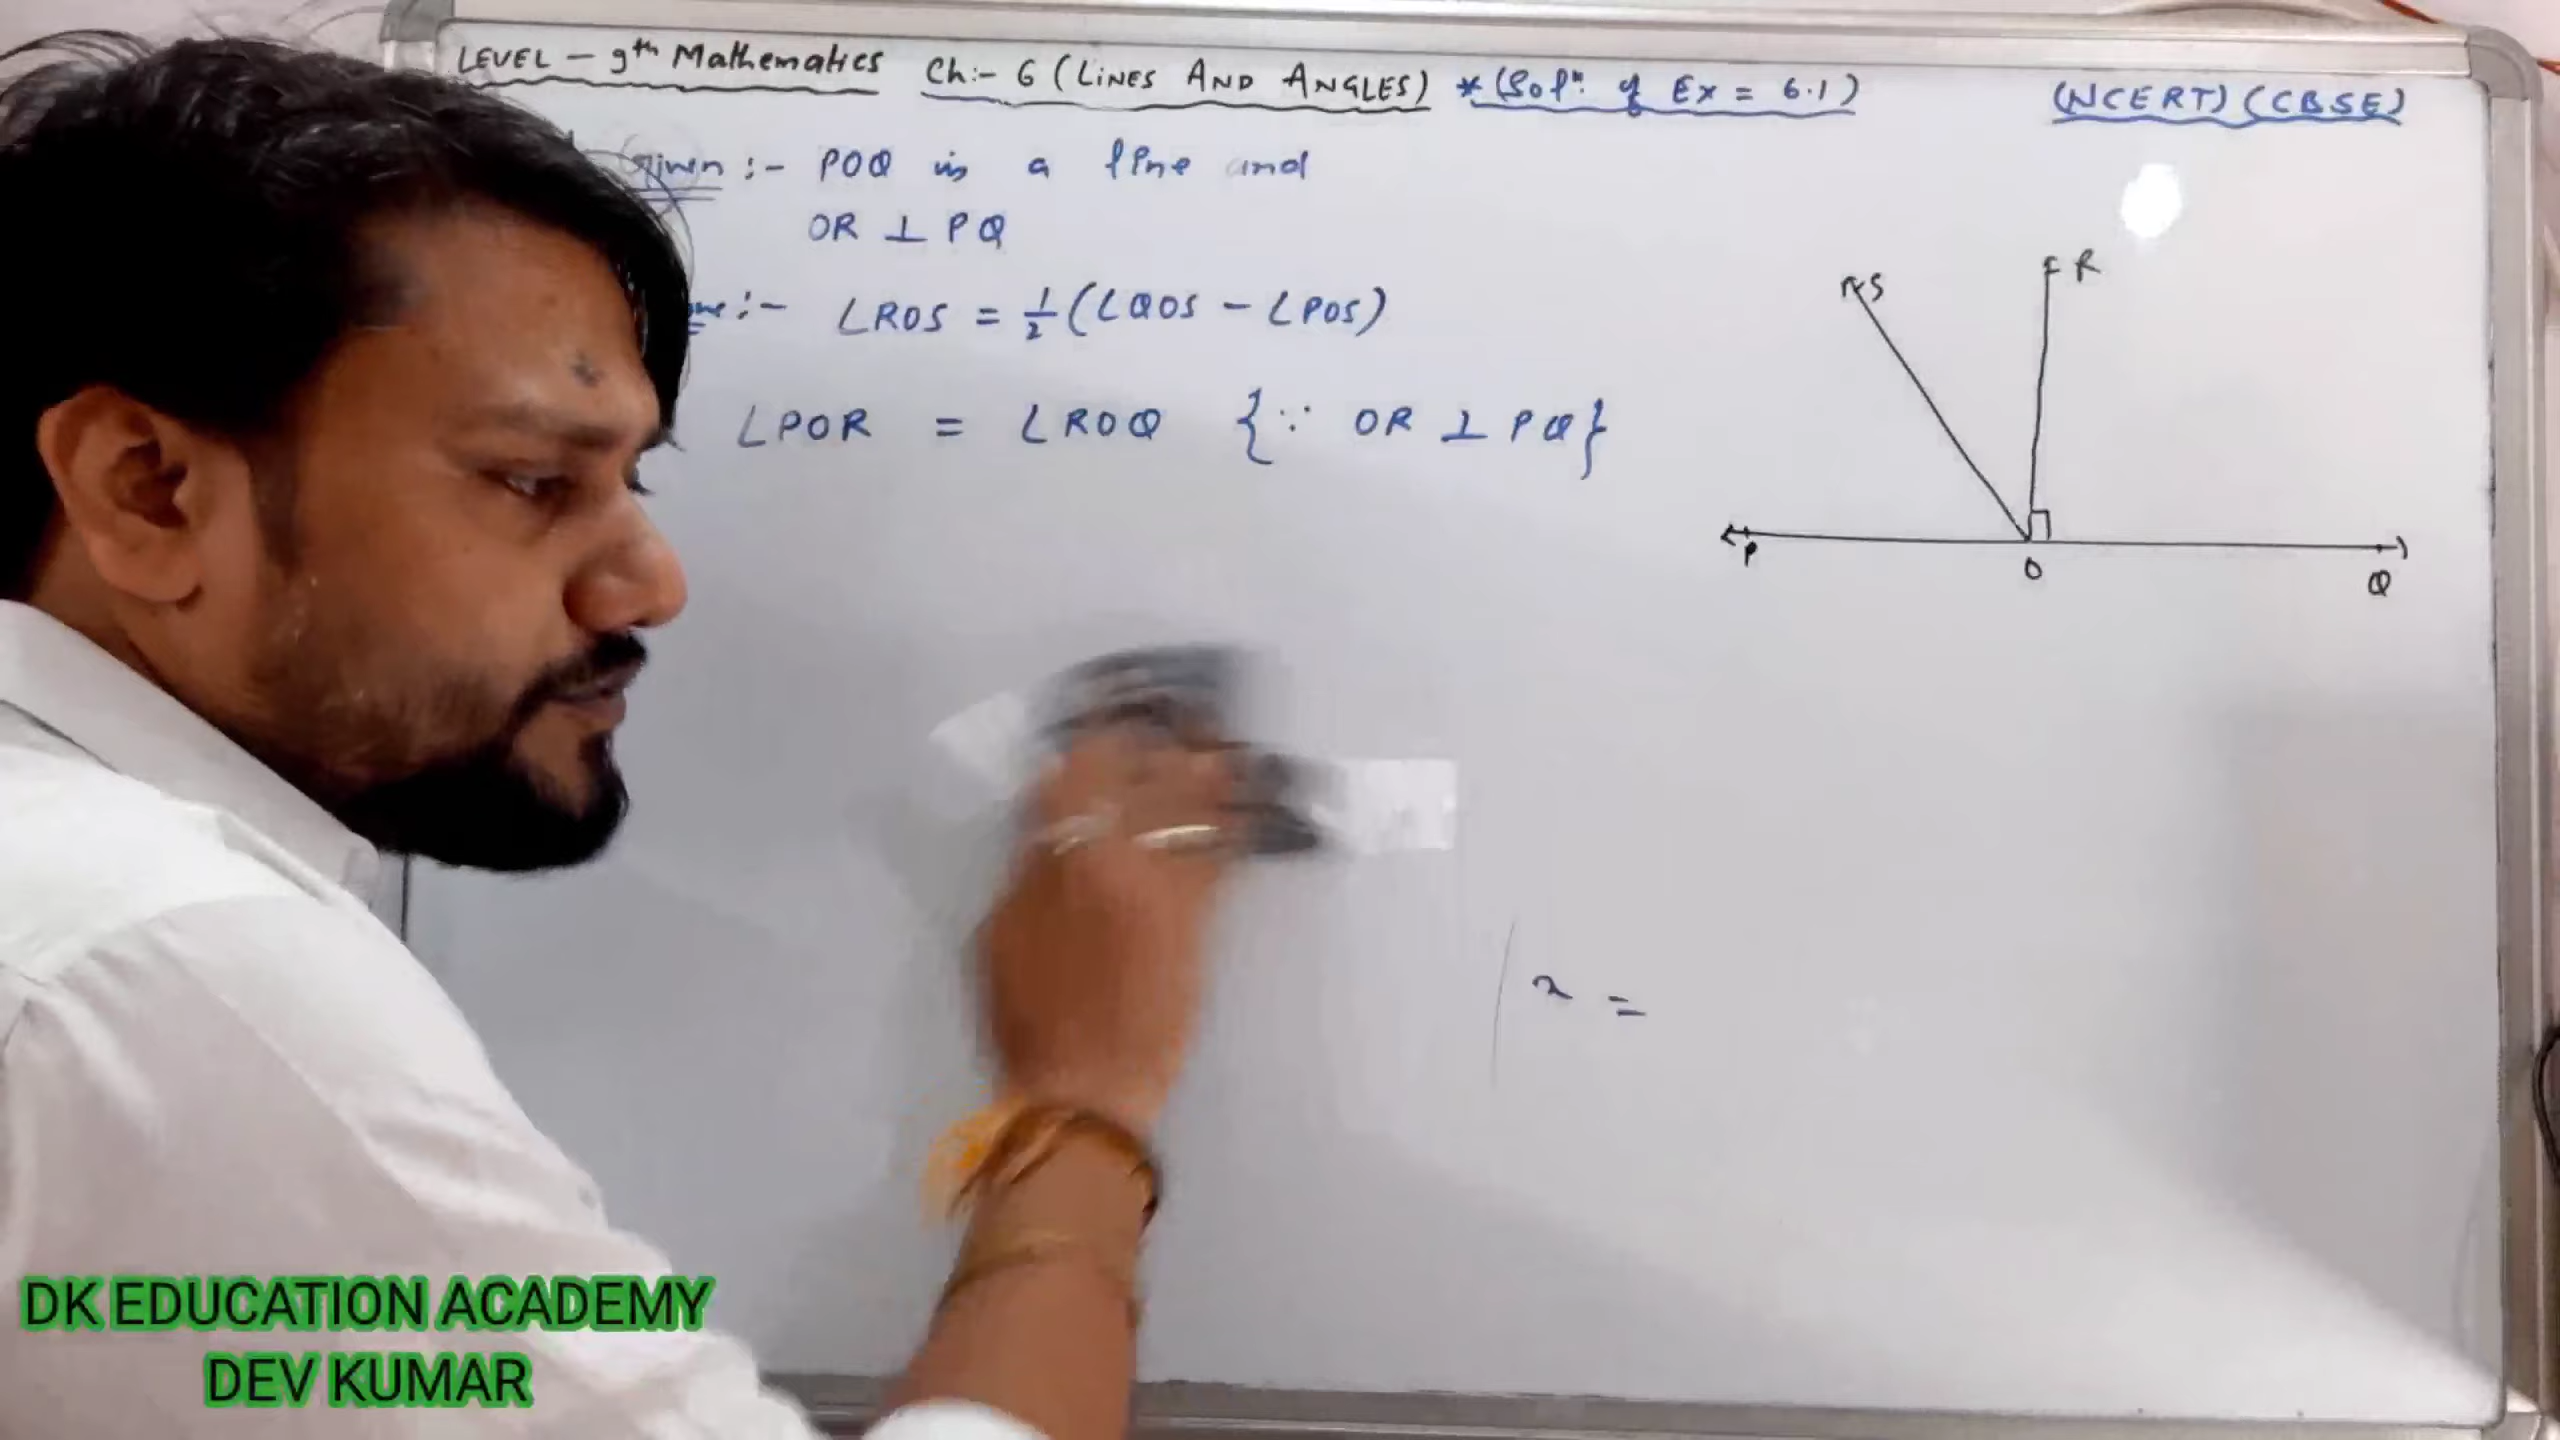 LEVEL - 9th Mathematics Ch:- 6 (LINES AND ANGLES) * (Sol^n: of Ex = 6.1) (NCERT) (CBSE)
Given :- POQ is a line and
OR ⊥ PQ
:- ∠ROS = 1/2 (∠QOS - ∠POS)
∠POR = ∠ROQ {∵ OR ⊥ PQ}
S
R
P
O
Q
x =
DK EDUCATION ACADEMY
DEV KUMAR